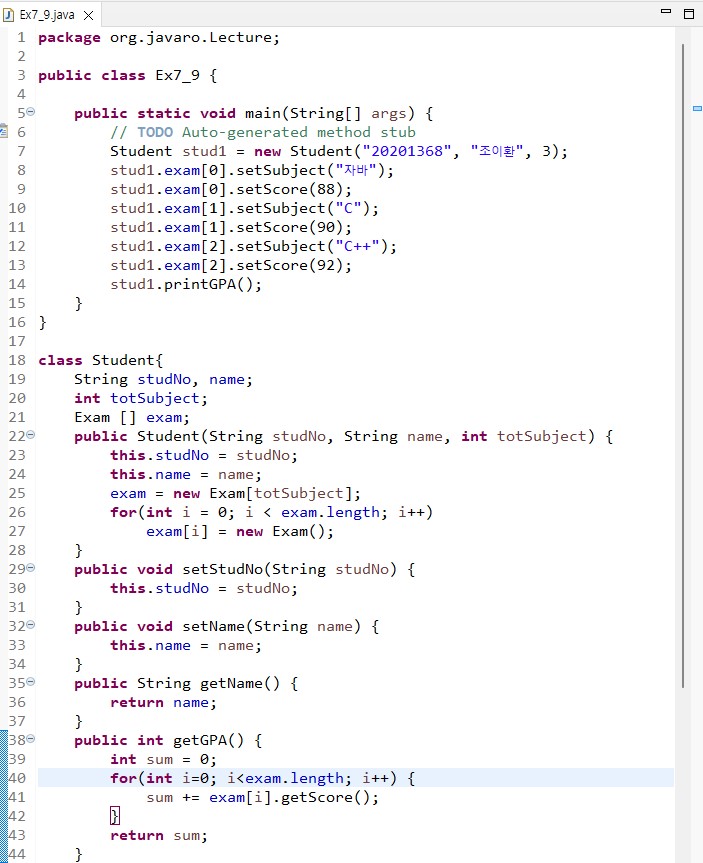 Ex7_9.java
1 package org.javaro.Lecture;
2
3 public class Ex7_9 {
4
5 public static void main(String[] args) {
6 // TODO Auto-generated method stub
7 Student stud1 = new Student("20201368", "조이환", 3);
8 stud1.exam[0].setSubject("자바");
9 stud1.exam[0].setScore(88);
10 stud1.exam[1].setSubject("C");
11 stud1.exam[1].setScore(90);
12 stud1.exam[2].setSubject("C++");
13 stud1.exam[2].setScore(92);
14 stud1.printGPA();
15 }
16 }
17
18 class Student{
19 String studNo, name;
20 int totSubject;
21 Exam [] exam;
22 public Student(String studNo, String name, int totSubject) {
23 this.studNo = studNo;
24 this.name = name;
25 exam = new Exam[totSubject];
26 for(int i = 0; i < exam.length; i++)
27 exam[i] = new Exam();
28 }
29 public void setStudNo(String studNo) {
30 this.studNo = studNo;
31 }
32 public void setName(String name) {
33 this.name = name;
34 }
35 public String getName() {
36 return name;
37 }
38 public int getGPA() {
39 int sum = 0;
40 for(int i=0; i<exam.length; i++) {
41 sum += exam[i].getScore();
42 }
43 return sum;
44 }